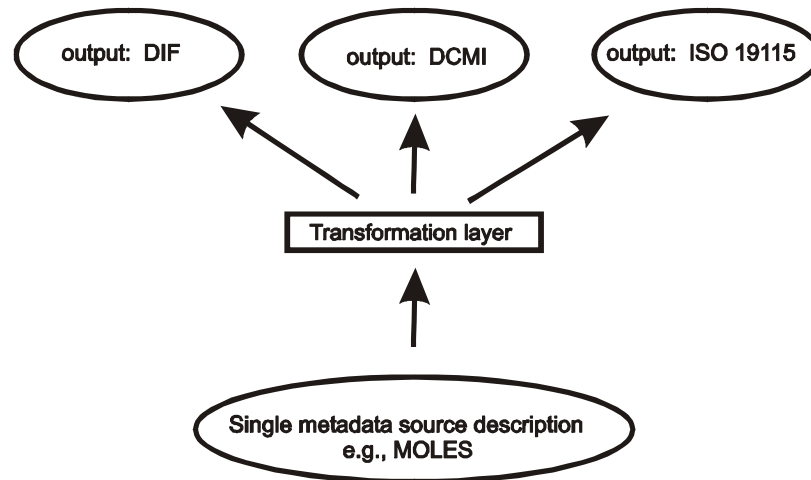 output: DIF
output: DCMI
output: ISO 19115
Transformation layer
Single metadata source description
e.g., MOLES